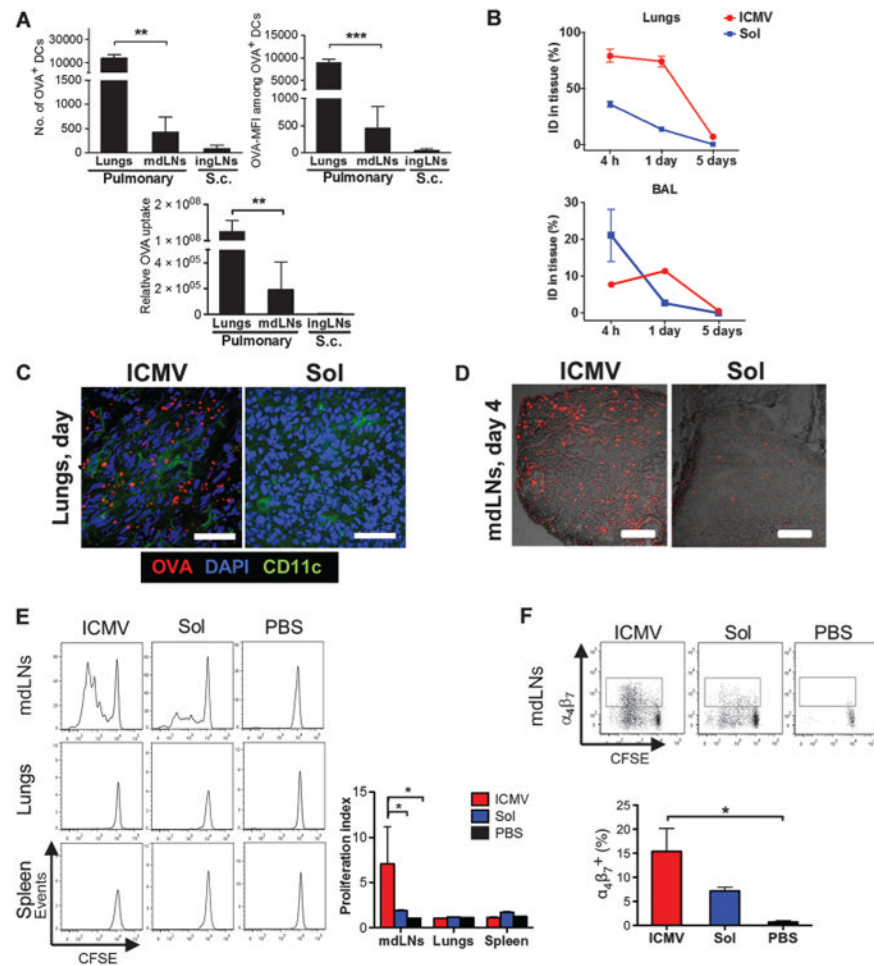 A
No. of OVA+ DCs
15000
10000
5000
1500
1000
500
0
**
Lungs mdLNs ingLNs
Pulmonary S.c.
OVA-MFI among OVA+ DCs
15000
10000
5000
1000
500
0
***
Lungs mdLNs ingLNs
Pulmonary S.c.
Relative OVA uptake
2 × 10^08
1 × 10^08
4 × 10^05
2 × 10^05
0
**
Lungs mdLNs ingLNs
Pulmonary S.c.
B
Lungs
ICMV
Sol
ID in tissue (%)
100
50
0
4 h 1 day 5 days
BAL
ID in tissue (%)
30
20
10
0
4 h 1 day 5 days
C
ICMV Sol
Lungs, day
OVA DAPI CD11c
D
ICMV Sol
mdLNs, day 4
E
ICMV Sol PBS
mdLNs
Lungs
Spleen
Events
CFSE
Proliferation index
15
10
5
0
*
*
ICMV
Sol
PBS
mdLNs Lungs Spleen
F
ICMV Sol PBS
mdLNs
α4β7
CFSE
α4β7+ (%)
25
20
15
10
5
0
*
ICMV Sol PBS